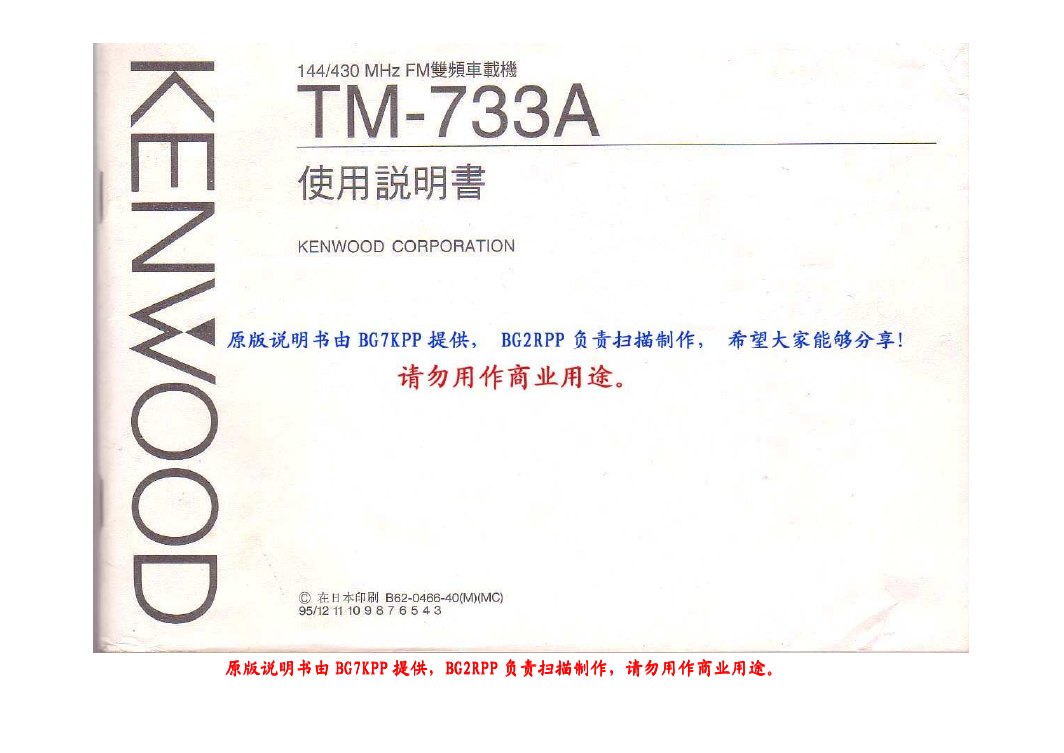 KENWOOD
144/430 MHz FM雙頻車載機
TM-733A
使用説明書
KENWOOD CORPORATION
原版说明书由 BG7KPP 提供， BG2RPP 负责扫描制作， 希望大家能够分享!
请勿用作商业用途。
© 在日本印刷 B62-0466-40(M)(MC)
95/12 11 10 9 8 7 6 5 4 3
原版说明书由 BG7KPP 提供，BG2RPP 负责扫描制作，请勿用作商业用途。